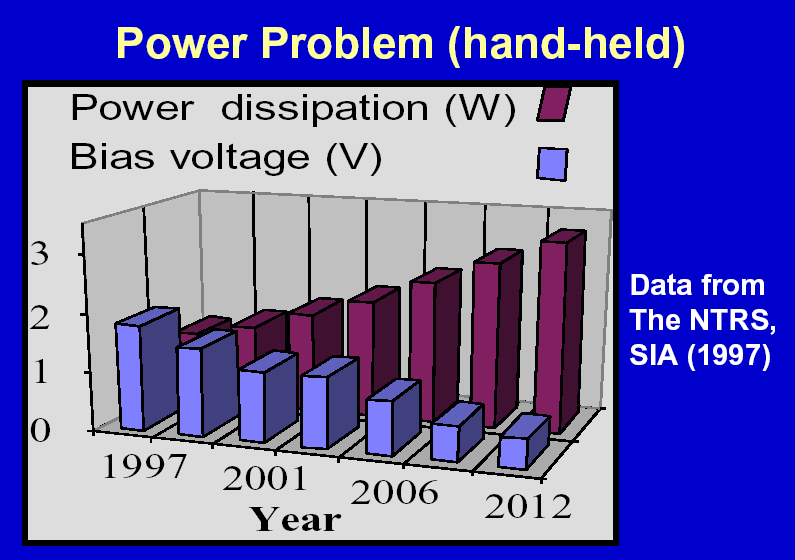 Power Problem (hand-held)
Power dissipation (W)
Bias voltage (V)
3
2
1
0
1997
2001
2006
2012
Year
Data from
The NTRS,
SIA (1997)